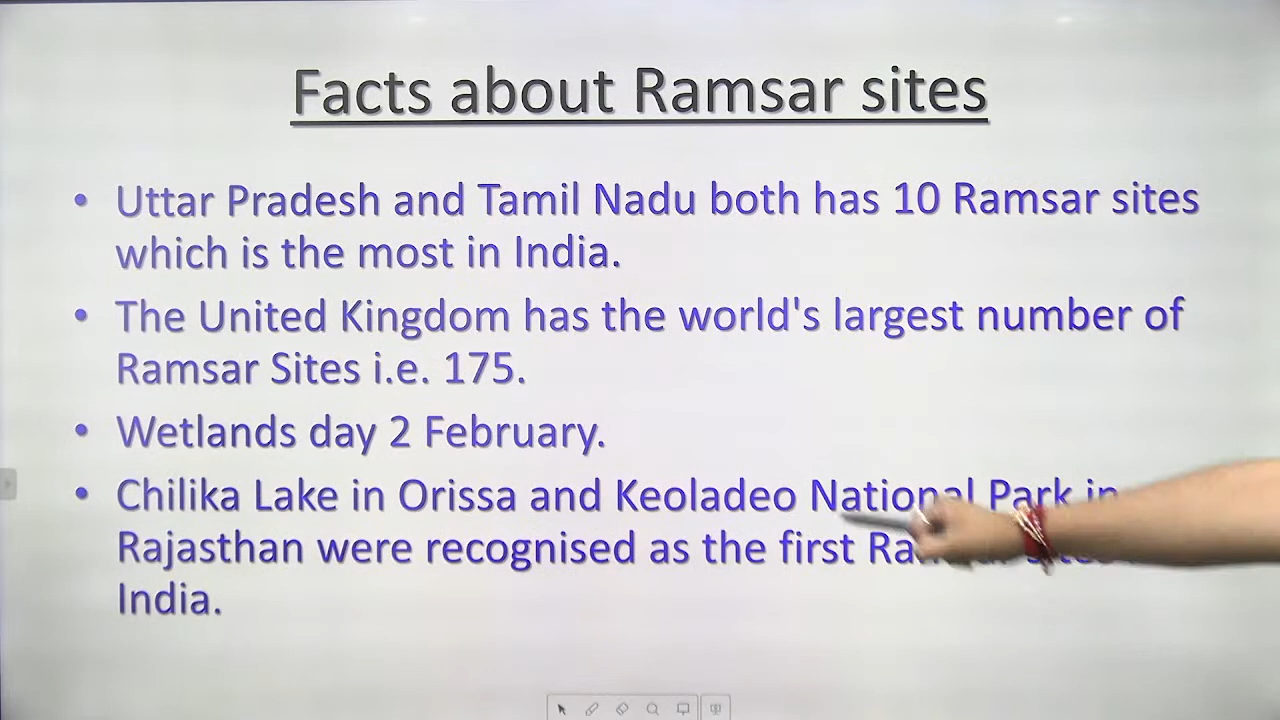 Facts about Ramsar sites
• Uttar Pradesh and Tamil Nadu both has 10 Ramsar sites
which is the most in India.
• The United Kingdom has the world's largest number of
Ramsar Sites i.e. 175.
• Wetlands day 2 February.
• Chilika Lake in Orissa and Keoladeo National Park in
Rajasthan were recognised as the first
India.